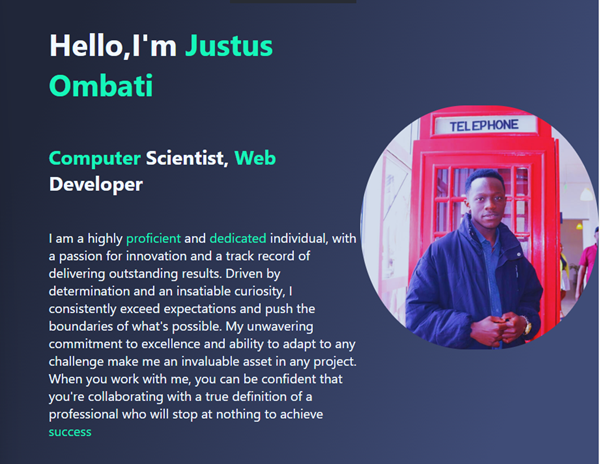 Hello,I'm Justus
Ombati
Computer Scientist, Web
Developer
TELEPHONE
I am a highly proficient and dedicated individual, with
a passion for innovation and a track record of
delivering outstanding results. Driven by
determination and an insatiable curiosity, I
consistently exceed expectations and push the
boundaries of what's possible. My unwavering
commitment to excellence and ability to adapt to any
challenge make me an invaluable asset in any project.
When you work with me, you can be confident that
you're collaborating with a true definition of a
professional who will stop at nothing to achieve
success